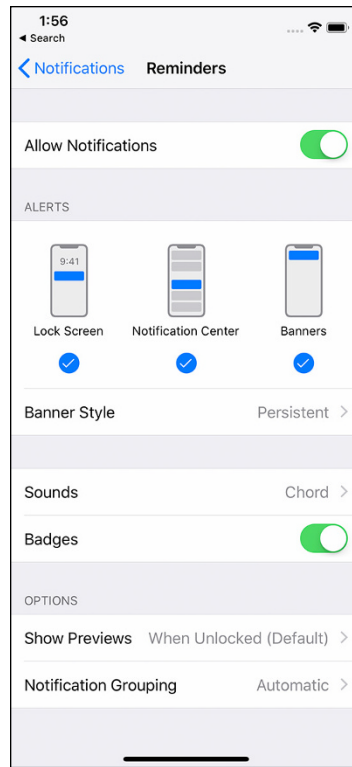 1:56
◀ Search
Notifications Reminders
Allow Notifications
ALERTS
9:41
Lock Screen Notification Center Banners
Banner Style Persistent
Sounds Chord
Badges
OPTIONS
Show Previews When Unlocked (Default)
Notification Grouping Automatic